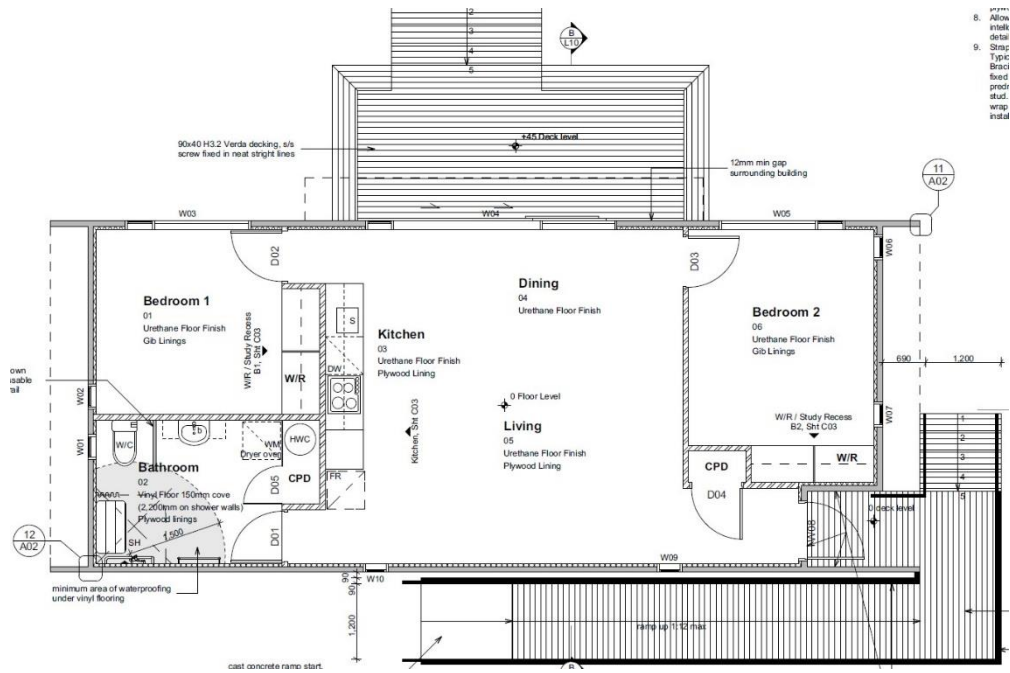 8. Allow
intello
detail
9. Strap
Typic
Braci
fixed
predr
stud.
wrap
instal
2
3
4
5
B
L10
+45 Deck level
90x40 H3.2 Verda decking, s/s
screw fixed in neat stright lines
12mm min gap
surrounding building
11
A02
W03
W04
W05
W06
D02
D03
Bedroom 1
01
Urethane Floor Finish
Gib Linings
W/R / Study Recess
B1, Sht C03
W/R
Kitchen
03
Urethane Floor Finish
Plywood Lining
S
DW
Kitchen, Sht C03
FR
Dining
04
Urethane Floor Finish
0 Floor Level
Living
05
Urethane Floor Finish
Plywood Lining
Bedroom 2
06
Urethane Floor Finish
Gib Linings
W/R / Study Recess
B2, Sht C03
W/R
CPD
D04
690
1,200
W07
1
2
3
4
5
0 deck level
W08
own
ssable
ail
W02
W01
W/C
b
WM
Dryer over
HWC
CPD
D05
D01
Bathroom
02
Vinyl Floor 150mm cove
(2,200mm on shower walls)
Plywood linings
SH
1,500
12
A02
minimum area of waterproofing
under vinyl flooring
W10
W09
90
90
1,200
ramp up 1:12 max
cast concrete ramp start.
B